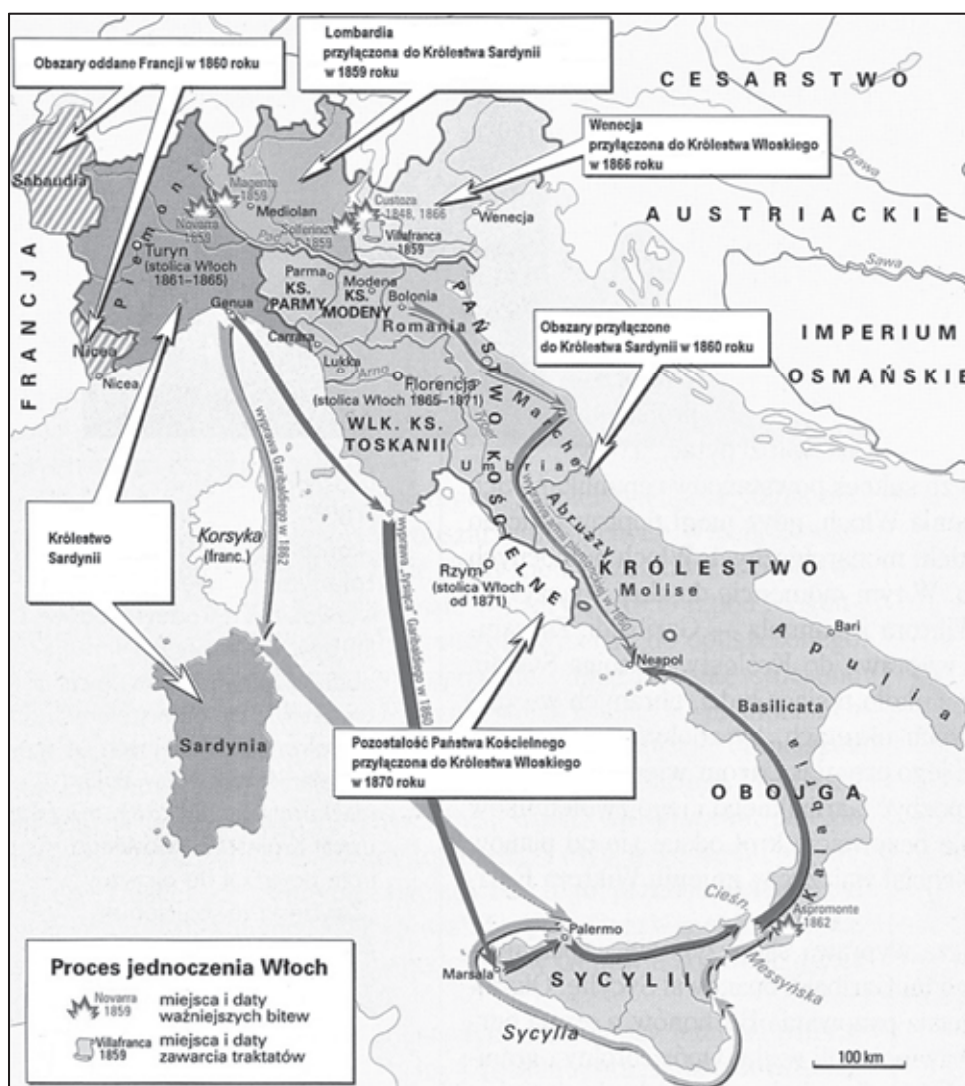 Obszary oddane Francji w 1860 roku
Lombardia
przyłączona do Królestwa Sardynii
w 1859 roku
CESARSTWO
Wenecja
przyłączona do Królestwa Włoskiego
w 1866 roku
AUSTRIACKIE
IMPERIUM
OSMAŃSKIE
Drawa
Sawa
FRANCJA
Sabaudia
Piemont
Magenta
1859
Novarra
1859
Mediolan
Solferino
1859
Custoza
1848, 1866
Villafranca
1859
Wenecja
Pad
Turyn
(stolica Włoch
1861–1865)
Genua
Parma
KS.
PARMY
Modena
KS.
MODENY
Bolonia
Romania
Carrara
Lukka
Arno
Florencja
(stolica Włoch 1865–1871)
WLK. KS.
TOSKANII
Nicea
Nicea
PAŃSTWO KOŚCIELNE
Tyber
Marche
Umbria
Obszary przyłączone
do Królestwa Sardynii w 1860 roku
wyprawa armii piemonckiej w 1860
Abruzzy
Molise
KRÓLESTWO
OBOJGA
Rzym
(stolica Włoch
od 1871)
Neapol
Bari
Apulia
Basilicata
Kalabria
wyprawa Garibaldiego w 1862
wyprawa „tysiąca" Garibaldiego w 1860
Korsyka
(franc.)
Królestwo
Sardynii
Sardynia
Pozostałość Państwa Kościelnego
przyłączona do Królestwa Włoskiego
w 1870 roku
Aspromonte
1862
Cieśn.
Messyńska
Palermo
Marsala
SYCYLII
Sycylla
Proces jednoczenia Włoch
Novarra
1859
miejsca i daty
ważniejszych bitew
Villafranca
1859
miejsca i daty
zawarcia traktatów
100 km